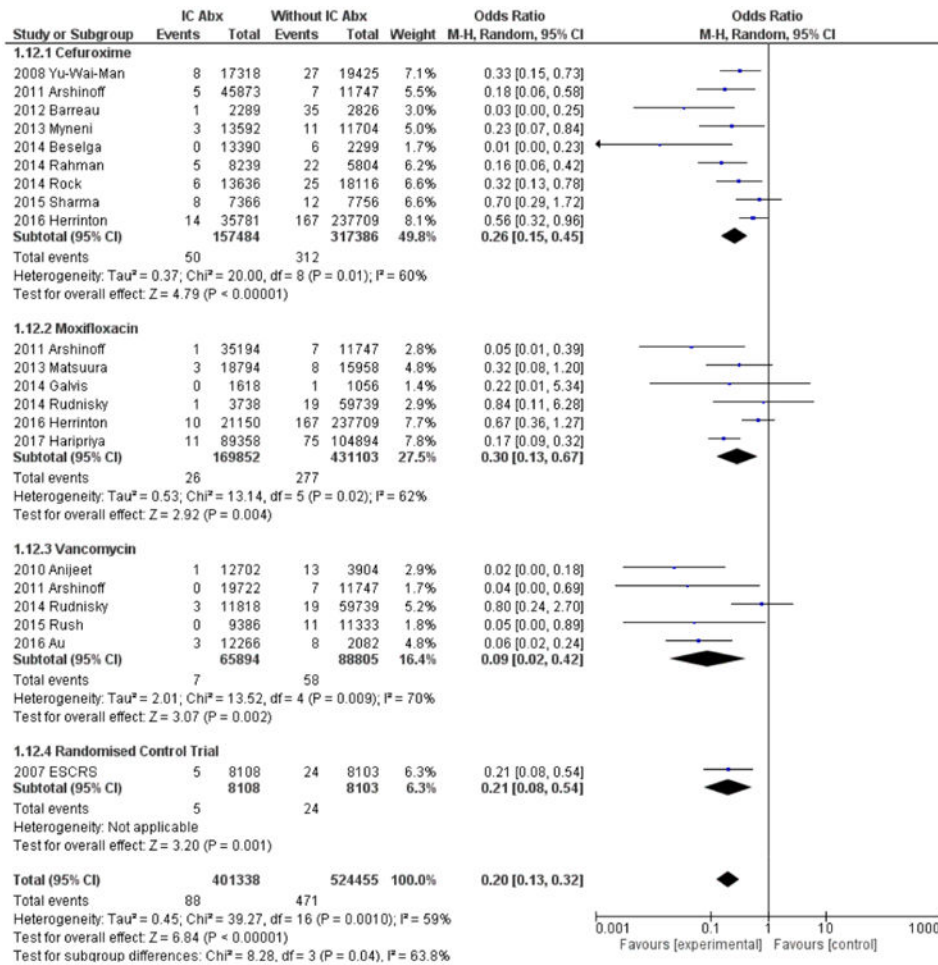 IC Abx Without IC Abx Odds Ratio Odds Ratio
Study or Subgroup Events Total Events Total Weight M-H, Random, 95% CI M-H, Random, 95% CI
1.12.1 Cefuroxime
2008 Yu-Wai-Man 8 17318 27 19425 7.1% 0.33 [0.15, 0.73]
2011 Arshinoff 5 45873 7 11747 5.5% 0.18 [0.06, 0.58]
2012 Barreau 1 2289 35 2826 3.0% 0.03 [0.00, 0.25]
2013 Myneni 3 13592 11 11704 5.0% 0.23 [0.07, 0.84]
2014 Beselga 0 13390 6 2299 1.7% 0.01 [0.00, 0.23]
2014 Rahman 5 8239 22 5804 6.2% 0.16 [0.06, 0.42]
2014 Rock 6 13636 25 18116 6.6% 0.32 [0.13, 0.78]
2015 Sharma 8 7366 12 7756 6.6% 0.70 [0.29, 1.72]
2016 Herrinton 14 35781 167 237709 8.1% 0.56 [0.32, 0.96]
Subtotal (95% CI) 157484 317386 49.8% 0.26 [0.15, 0.45]
Total events 50 312
Heterogeneity: Tau² = 0.37; Chi² = 20.00, df = 8 (P = 0.01); I² = 60%
Test for overall effect: Z = 4.79 (P < 0.00001)
1.12.2 Moxifloxacin
2011 Arshinoff 1 35194 7 11747 2.8% 0.05 [0.01, 0.39]
2013 Matsuura 3 18794 8 15958 4.8% 0.32 [0.08, 1.20]
2014 Galvis 0 1618 1 1056 1.4% 0.22 [0.01, 5.34]
2014 Rudnisky 1 3738 19 59739 2.9% 0.84 [0.11, 6.28]
2016 Herrinton 10 21150 167 237709 7.8% 0.67 [0.36, 1.27]
2017 Haripriya 11 89358 75 104894 7.8% 0.17 [0.09, 0.32]
Subtotal (95% CI) 169852 431103 27.5% 0.30 [0.13, 0.67]
Total events 26 277
Heterogeneity: Tau² = 0.53; Chi² = 13.14, df = 5 (P = 0.02); I² = 62%
Test for overall effect: Z = 2.92 (P = 0.004)
1.12.3 Vancomycin
2010 Anijeet 1 12702 13 3904 2.9% 0.02 [0.00, 0.18]
2011 Arshinoff 0 19722 7 11747 1.7% 0.04 [0.00, 0.69]
2014 Rudnisky 3 11818 19 59739 5.2% 0.80 [0.24, 2.70]
2015 Rush 0 9386 11 11333 1.8% 0.05 [0.00, 0.89]
2016 Au 3 12266 8 2082 4.8% 0.06 [0.02, 0.24]
Subtotal (95% CI) 65894 88805 16.4% 0.09 [0.02, 0.42]
Total events 7 58
Heterogeneity: Tau² = 2.01; Chi² = 13.52, df = 4 (P = 0.009); I² = 70%
Test for overall effect: Z = 3.07 (P = 0.002)
1.12.4 Randomised Control Trial
2007 ESCRS 5 8108 24 8103 6.3% 0.21 [0.08, 0.54]
Subtotal (95% CI) 8108 8103 6.3% 0.21 [0.08, 0.54]
Total events 5 24
Heterogeneity: Not applicable
Test for overall effect: Z = 3.20 (P = 0.001)
Total (95% CI) 401338 524455 100.0% 0.20 [0.13, 0.32]
Total events 88 471
Heterogeneity: Tau² = 0.45; Chi² = 39.27, df = 16 (P = 0.0010); I² = 59%
Test for overall effect: Z = 6.84 (P < 0.00001)
Test for subgroup differences: Chi² = 8.28, df = 3 (P = 0.04), I² = 63.8%
0.001 0.1 1 10 1000
Favours [experimental] Favours [control]